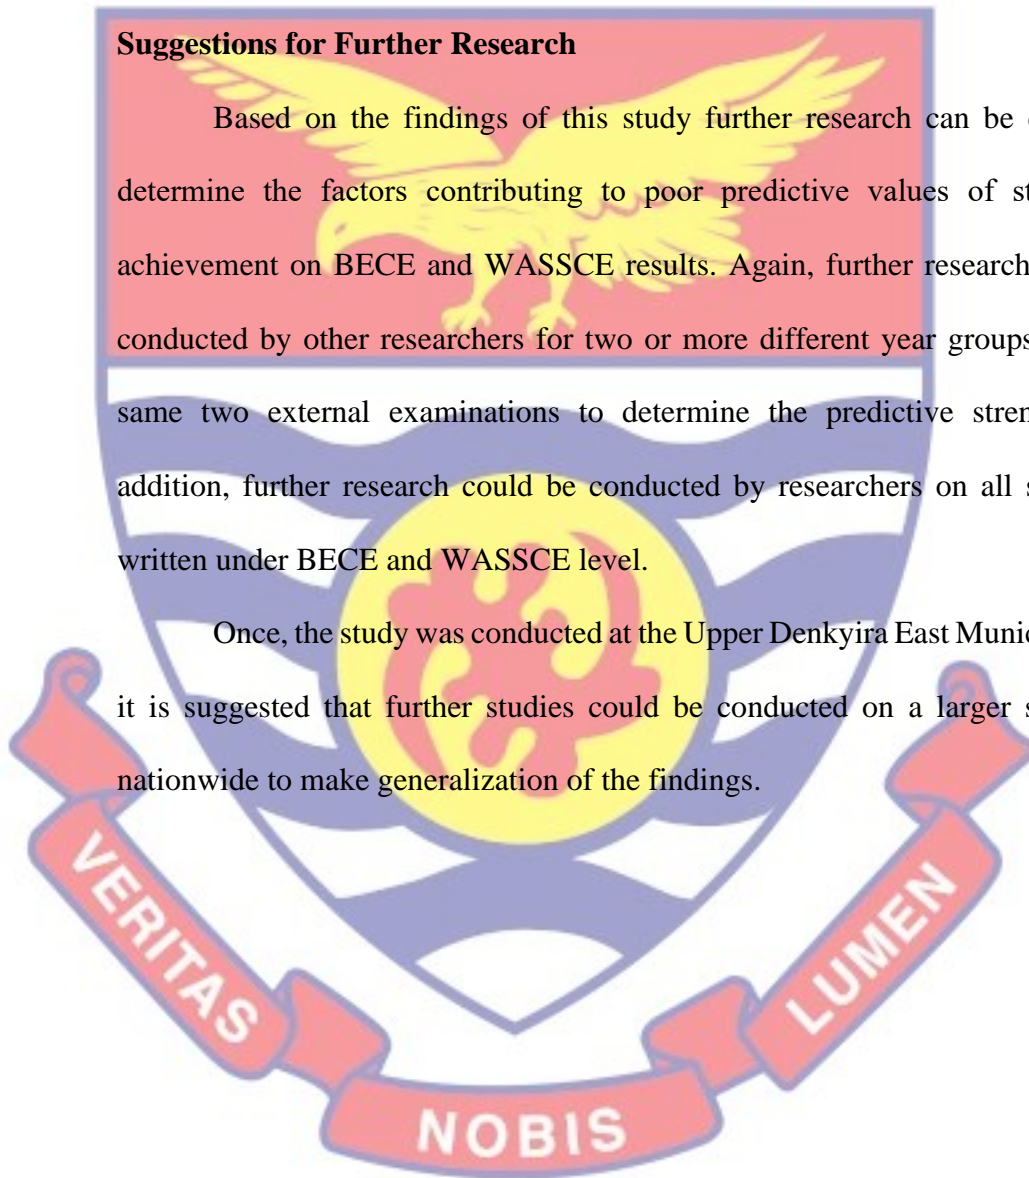 Suggestions for Further Research
Based on the findings of this study further research can be
determine the factors contributing to poor predictive values of
achievement on BECE and WASSCE results. Again, further research
conducted by other researchers for two or more different year groups
same two external examinations to determine the predictive
addition, further research could be conducted by researchers on all
written under BECE and WASSCE level.
Once, the study was conducted at the Upper Denkyira East
it is suggested that further studies could be conducted on a larger
nationwide to make generalization of the findings.
VERITAS
NOBIS
LUMEN